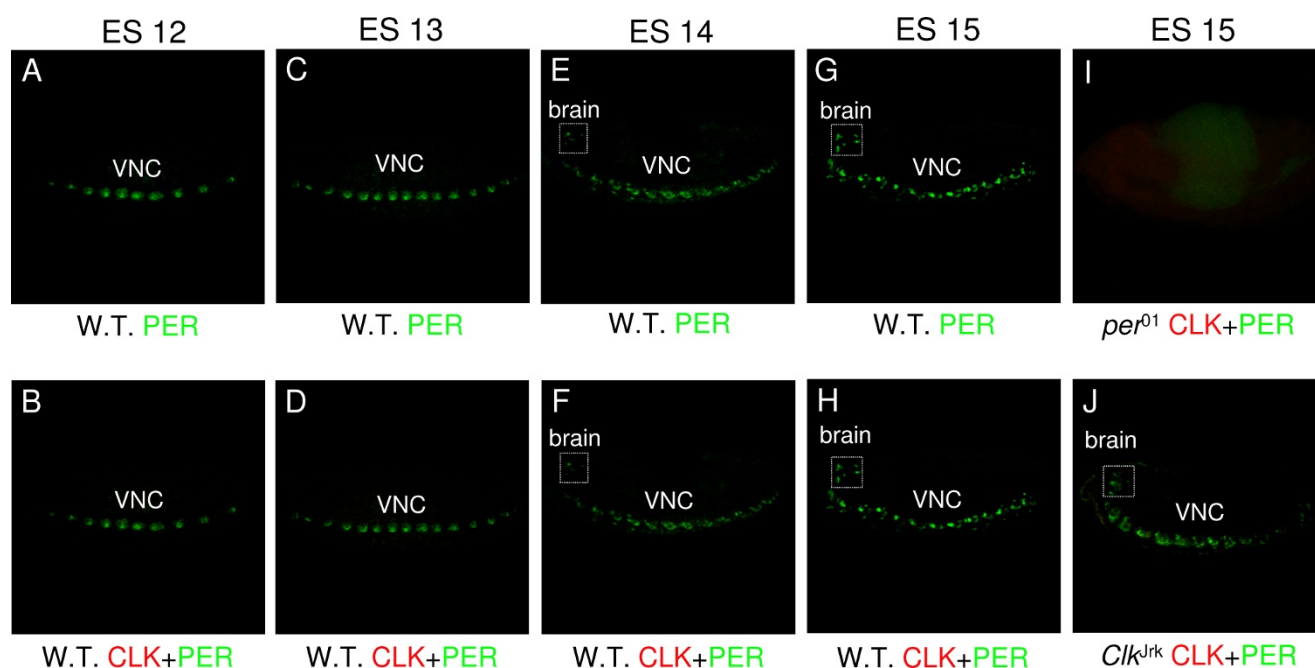 ES 12 ES 13 ES 14 ES 15 ES 15
A C E G I
brain brain
VNC VNC VNC VNC
W.T. PER W.T. PER W.T. PER W.T. PER per⁰¹ CLK+PER
B D F H J
brain brain brain
VNC VNC VNC VNC VNC
W.T. CLK+PER W.T. CLK+PER W.T. CLK+PER W.T. CLK+PER Clkᴶʳᵏ CLK+PER